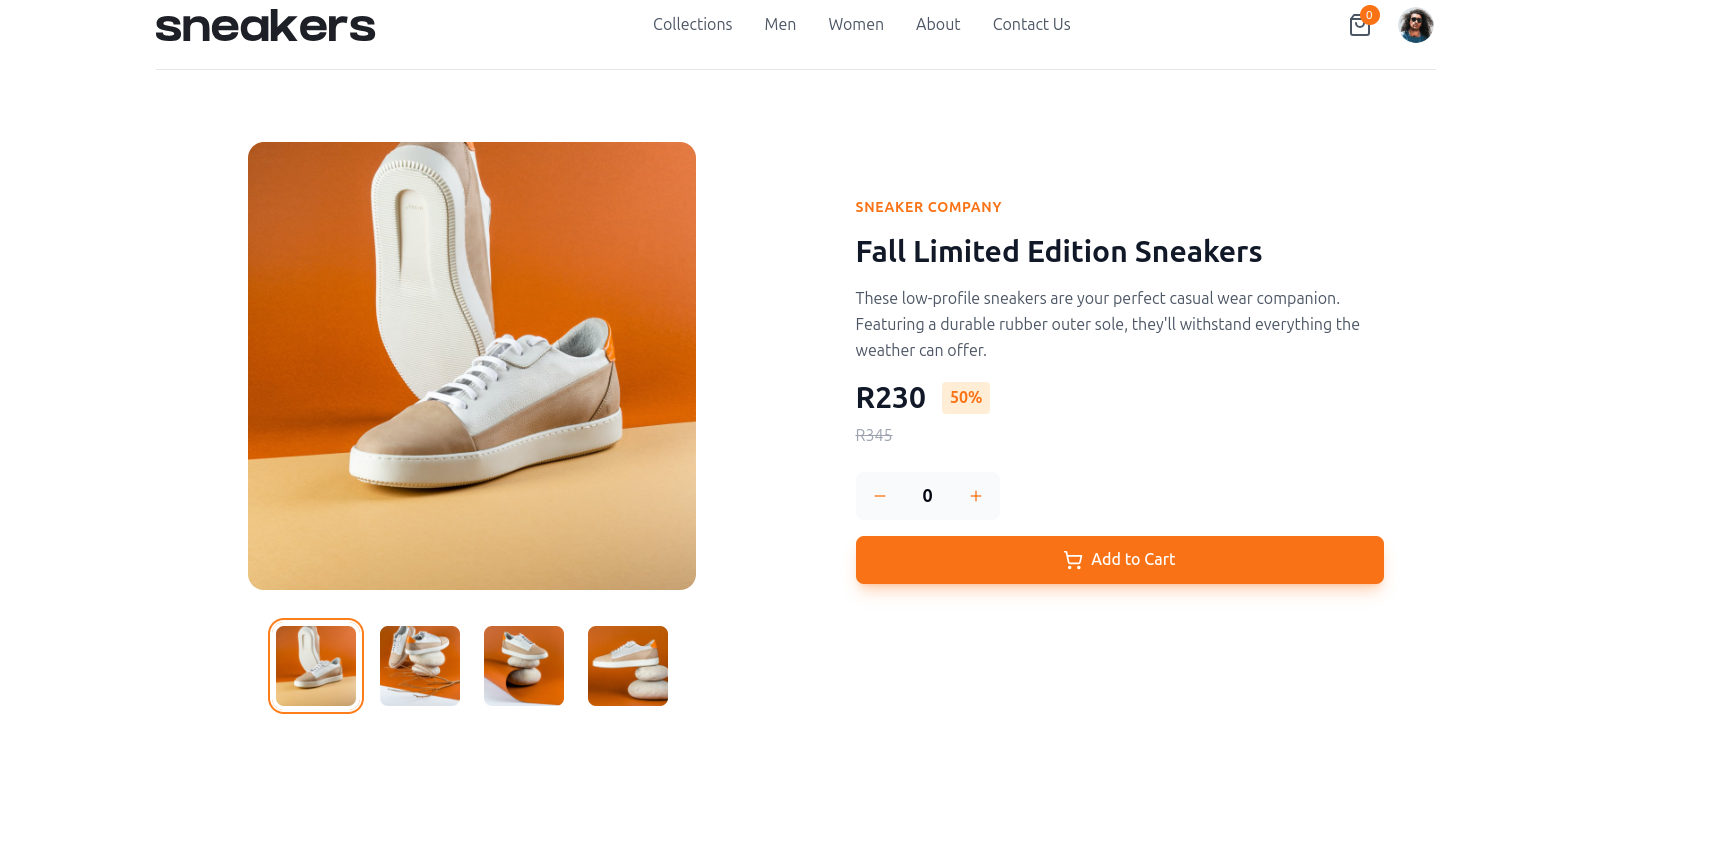 sneakers
Collections Men Women About Contact Us
0
SNEAKER COMPANY
Fall Limited Edition Sneakers
These low-profile sneakers are your perfect casual wear companion.
Featuring a durable rubber outer sole, they'll withstand everything the
weather can offer.
R230 50%
R345
− 0 +
Add to Cart